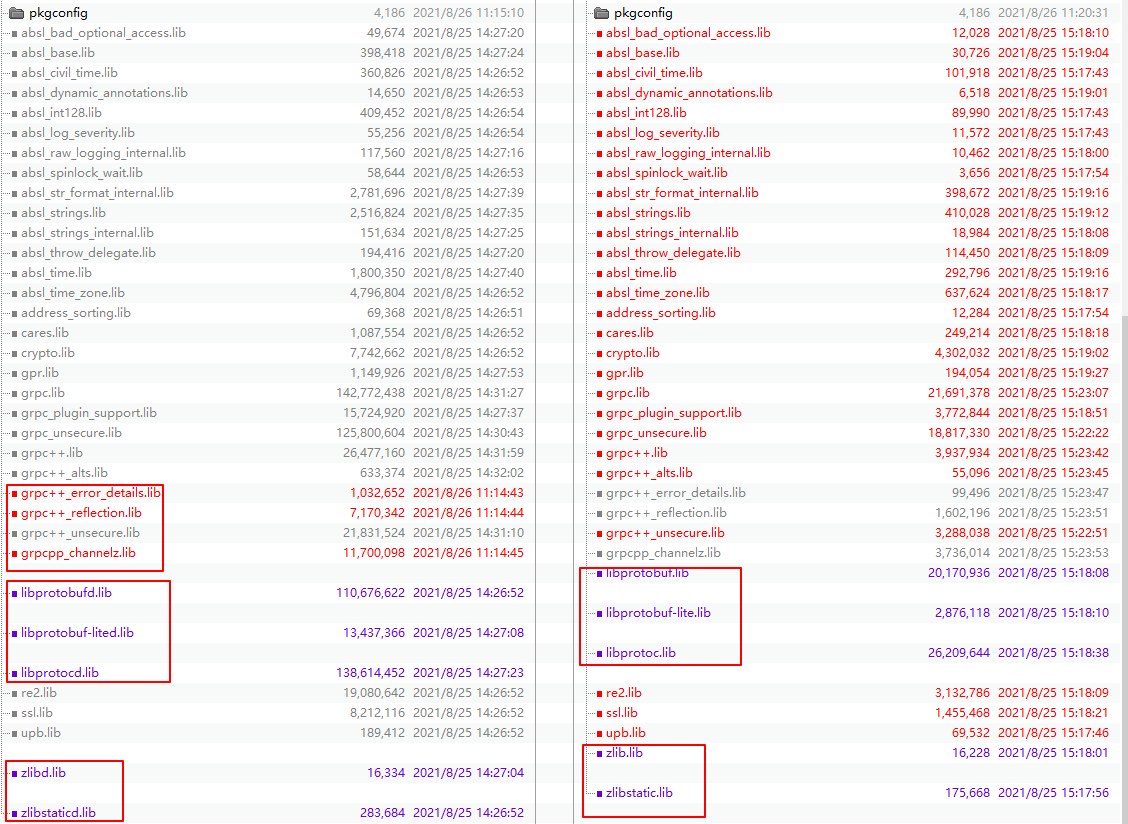 pkgconfig 4,186 2021/8/26 11:15:10 pkgconfig 4,186 2021/8/26 11:20:31
absl_bad_optional_access.lib 49,674 2021/8/25 14:27:20 absl_bad_optional_access.lib 12,028 2021/8/25 15:18:10
absl_base.lib 398,418 2021/8/25 14:27:24 absl_base.lib 30,726 2021/8/25 15:19:04
absl_civil_time.lib 360,826 2021/8/25 14:26:52 absl_civil_time.lib 101,918 2021/8/25 15:17:43
absl_dynamic_annotations.lib 14,650 2021/8/25 14:26:53 absl_dynamic_annotations.lib 6,518 2021/8/25 15:19:01
absl_int128.lib 409,452 2021/8/25 14:26:54 absl_int128.lib 89,990 2021/8/25 15:17:43
absl_log_severity.lib 55,256 2021/8/25 14:26:54 absl_log_severity.lib 11,572 2021/8/25 15:17:43
absl_raw_logging_internal.lib 117,560 2021/8/25 14:27:16 absl_raw_logging_internal.lib 10,462 2021/8/25 15:18:00
absl_spinlock_wait.lib 58,644 2021/8/25 14:26:53 absl_spinlock_wait.lib 3,656 2021/8/25 15:17:54
absl_str_format_internal.lib 2,781,696 2021/8/25 14:27:39 absl_str_format_internal.lib 398,672 2021/8/25 15:19:16
absl_strings.lib 2,516,824 2021/8/25 14:27:35 absl_strings.lib 410,028 2021/8/25 15:19:12
absl_strings_internal.lib 151,634 2021/8/25 14:27:25 absl_strings_internal.lib 18,984 2021/8/25 15:18:08
absl_throw_delegate.lib 194,416 2021/8/25 14:27:20 absl_throw_delegate.lib 114,450 2021/8/25 15:18:09
absl_time.lib 1,800,350 2021/8/25 14:27:40 absl_time.lib 292,796 2021/8/25 15:19:16
absl_time_zone.lib 4,796,804 2021/8/25 14:26:52 absl_time_zone.lib 637,624 2021/8/25 15:18:17
address_sorting.lib 69,368 2021/8/25 14:26:51 address_sorting.lib 12,284 2021/8/25 15:17:54
cares.lib 1,087,554 2021/8/25 14:26:52 cares.lib 249,214 2021/8/25 15:18:18
crypto.lib 7,742,662 2021/8/25 14:26:52 crypto.lib 4,302,032 2021/8/25 15:19:02
gpr.lib 1,149,926 2021/8/25 14:27:53 gpr.lib 194,054 2021/8/25 15:19:27
grpc.lib 142,772,438 2021/8/25 14:31:27 grpc.lib 21,691,378 2021/8/25 15:23:07
grpc_plugin_support.lib 15,724,920 2021/8/25 14:27:37 grpc_plugin_support.lib 3,772,844 2021/8/25 15:18:51
grpc_unsecure.lib 125,800,604 2021/8/25 14:30:43 grpc_unsecure.lib 18,817,330 2021/8/25 15:22:22
grpc++.lib 26,477,160 2021/8/25 14:31:59 grpc++.lib 3,937,934 2021/8/25 15:23:42
grpc++_alts.lib 633,374 2021/8/25 14:32:02 grpc++_alts.lib 55,096 2021/8/25 15:23:45
grpc++_error_details.lib 1,032,652 2021/8/26 11:14:43 grpc++_error_details.lib 99,496 2021/8/25 15:23:47
grpc++_reflection.lib 7,170,342 2021/8/26 11:14:44 grpc++_reflection.lib 1,602,196 2021/8/25 15:23:51
grpc++_unsecure.lib 21,831,524 2021/8/25 14:31:10 grpc++_unsecure.lib 3,288,038 2021/8/25 15:22:51
grpcpp_channelz.lib 11,700,098 2021/8/26 11:14:45 grpcpp_channelz.lib 3,736,014 2021/8/25 15:23:53
libprotobuf.lib 20,170,936 2021/8/25 15:18:08
libprotobufd.lib 110,676,622 2021/8/25 14:26:52
libprotobuf-lite.lib 2,876,118 2021/8/25 15:18:10
libprotobuf-lited.lib 13,437,366 2021/8/25 14:27:08
libprotoc.lib 26,209,644 2021/8/25 15:18:38
libprotocd.lib 138,614,452 2021/8/25 14:27:23
re2.lib 19,080,642 2021/8/25 14:26:52 re2.lib 3,132,786 2021/8/25 15:18:09
ssl.lib 8,212,116 2021/8/25 14:26:52 ssl.lib 1,455,468 2021/8/25 15:18:21
upb.lib 189,412 2021/8/25 14:26:52 upb.lib 69,532 2021/8/25 15:17:46
zlib.lib 16,228 2021/8/25 15:18:01
zlibd.lib 16,334 2021/8/25 14:27:04
zlibstatic.lib 175,668 2021/8/25 15:17:56
zlibstaticd.lib 283,684 2021/8/25 14:26:52